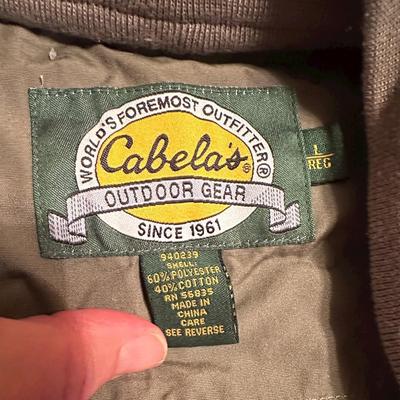 WORLD'S FOREMOST OUTFITTER®
Cabela's®
OUTDOOR GEAR
SINCE 1961
L
REG
940239
SHELL:
60% POLYESTER
40% COTTON
RN 56835
MADE IN
CHINA
CARE
SEE REVERSE